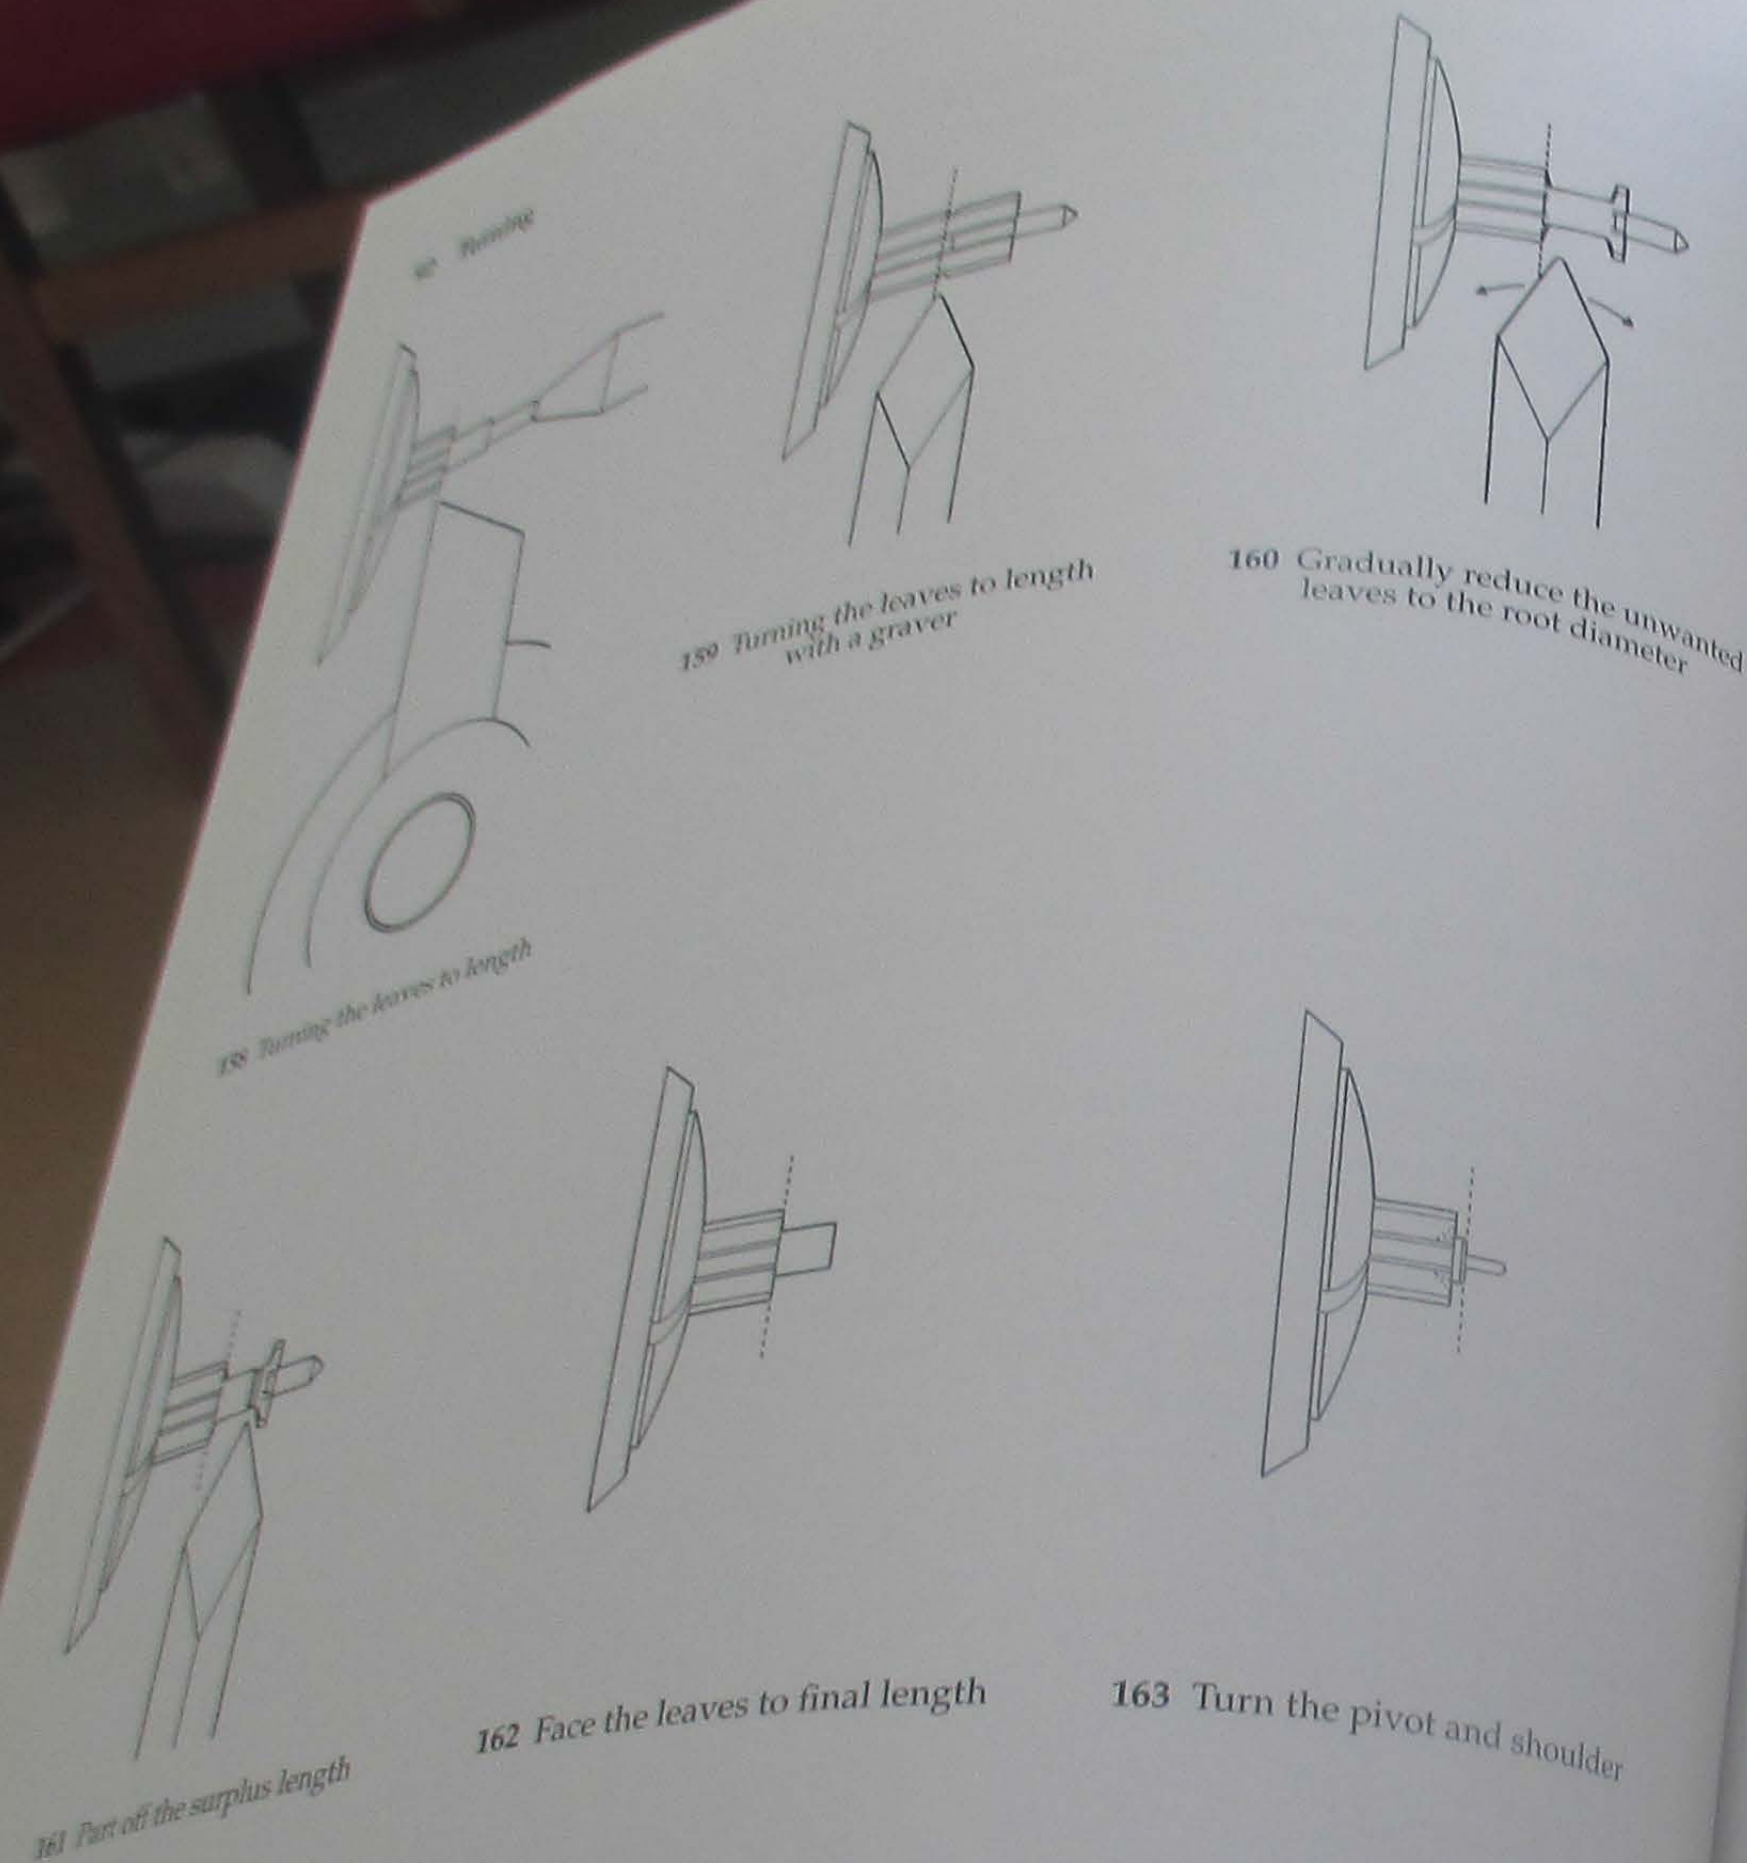 Turning
158 Turning the leaves to length
159 Turning the leaves to length
with a graver
160 Gradually reduce the unwanted
leaves to the root diameter
161 Part off the surplus length
162 Face the leaves to final length
163 Turn the pivot and shoulder